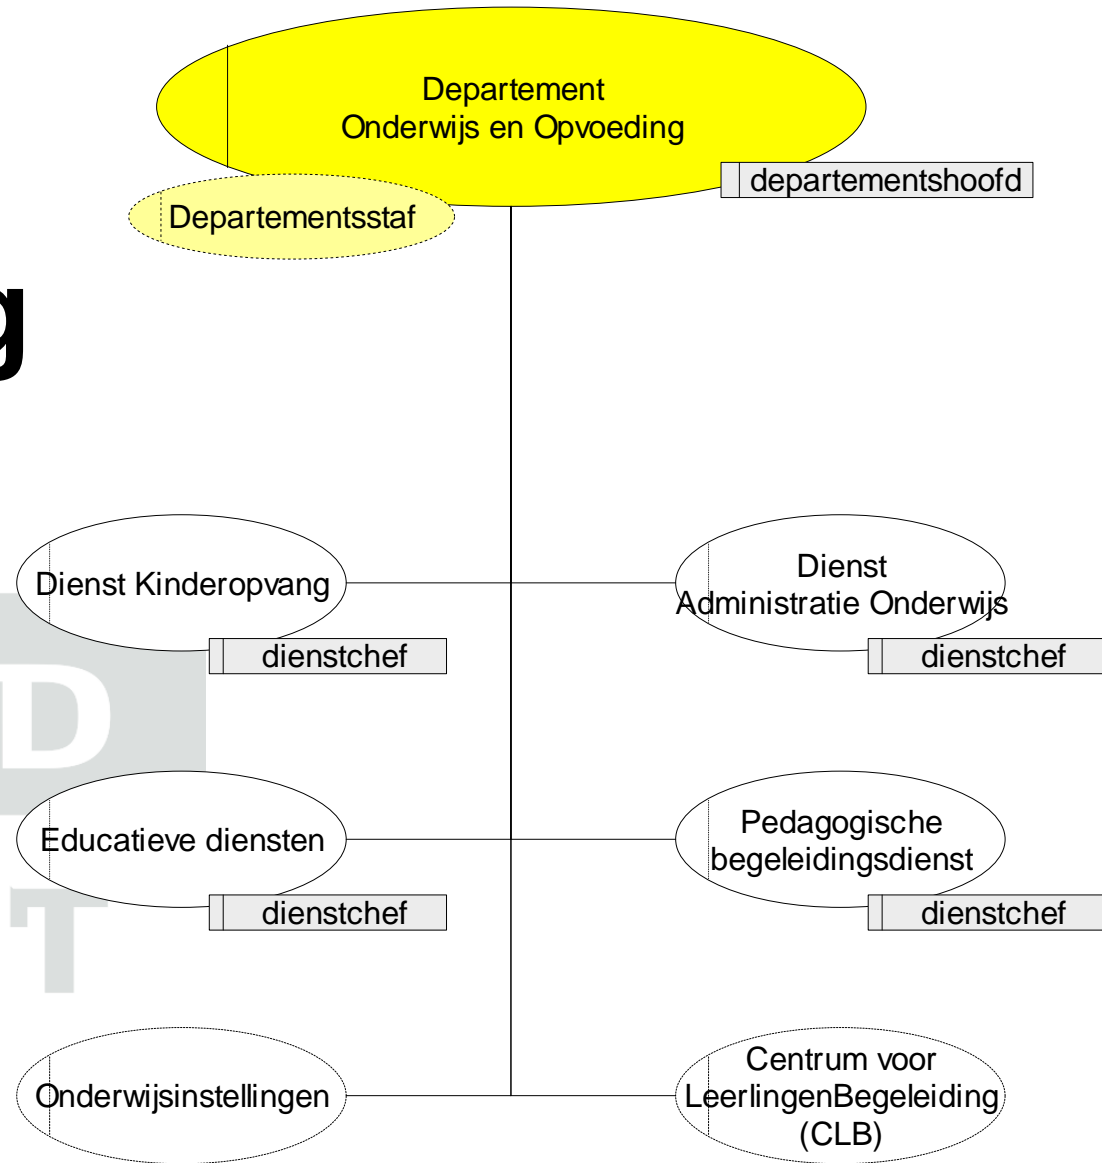 Departement
Onderwijs en Opvoeding
departementshoofd
Departementsstaf
g
Dienst Kinderopvang
dienstchef
Dienst
Administratie Onderwijs
dienstchef
D
Educatieve diensten
dienstchef
Pedagogische
begeleidingsdienst
dienstchef
T
Onderwijsinstellingen
Centrum voor
LeerlingenBegeleiding
(CLB)